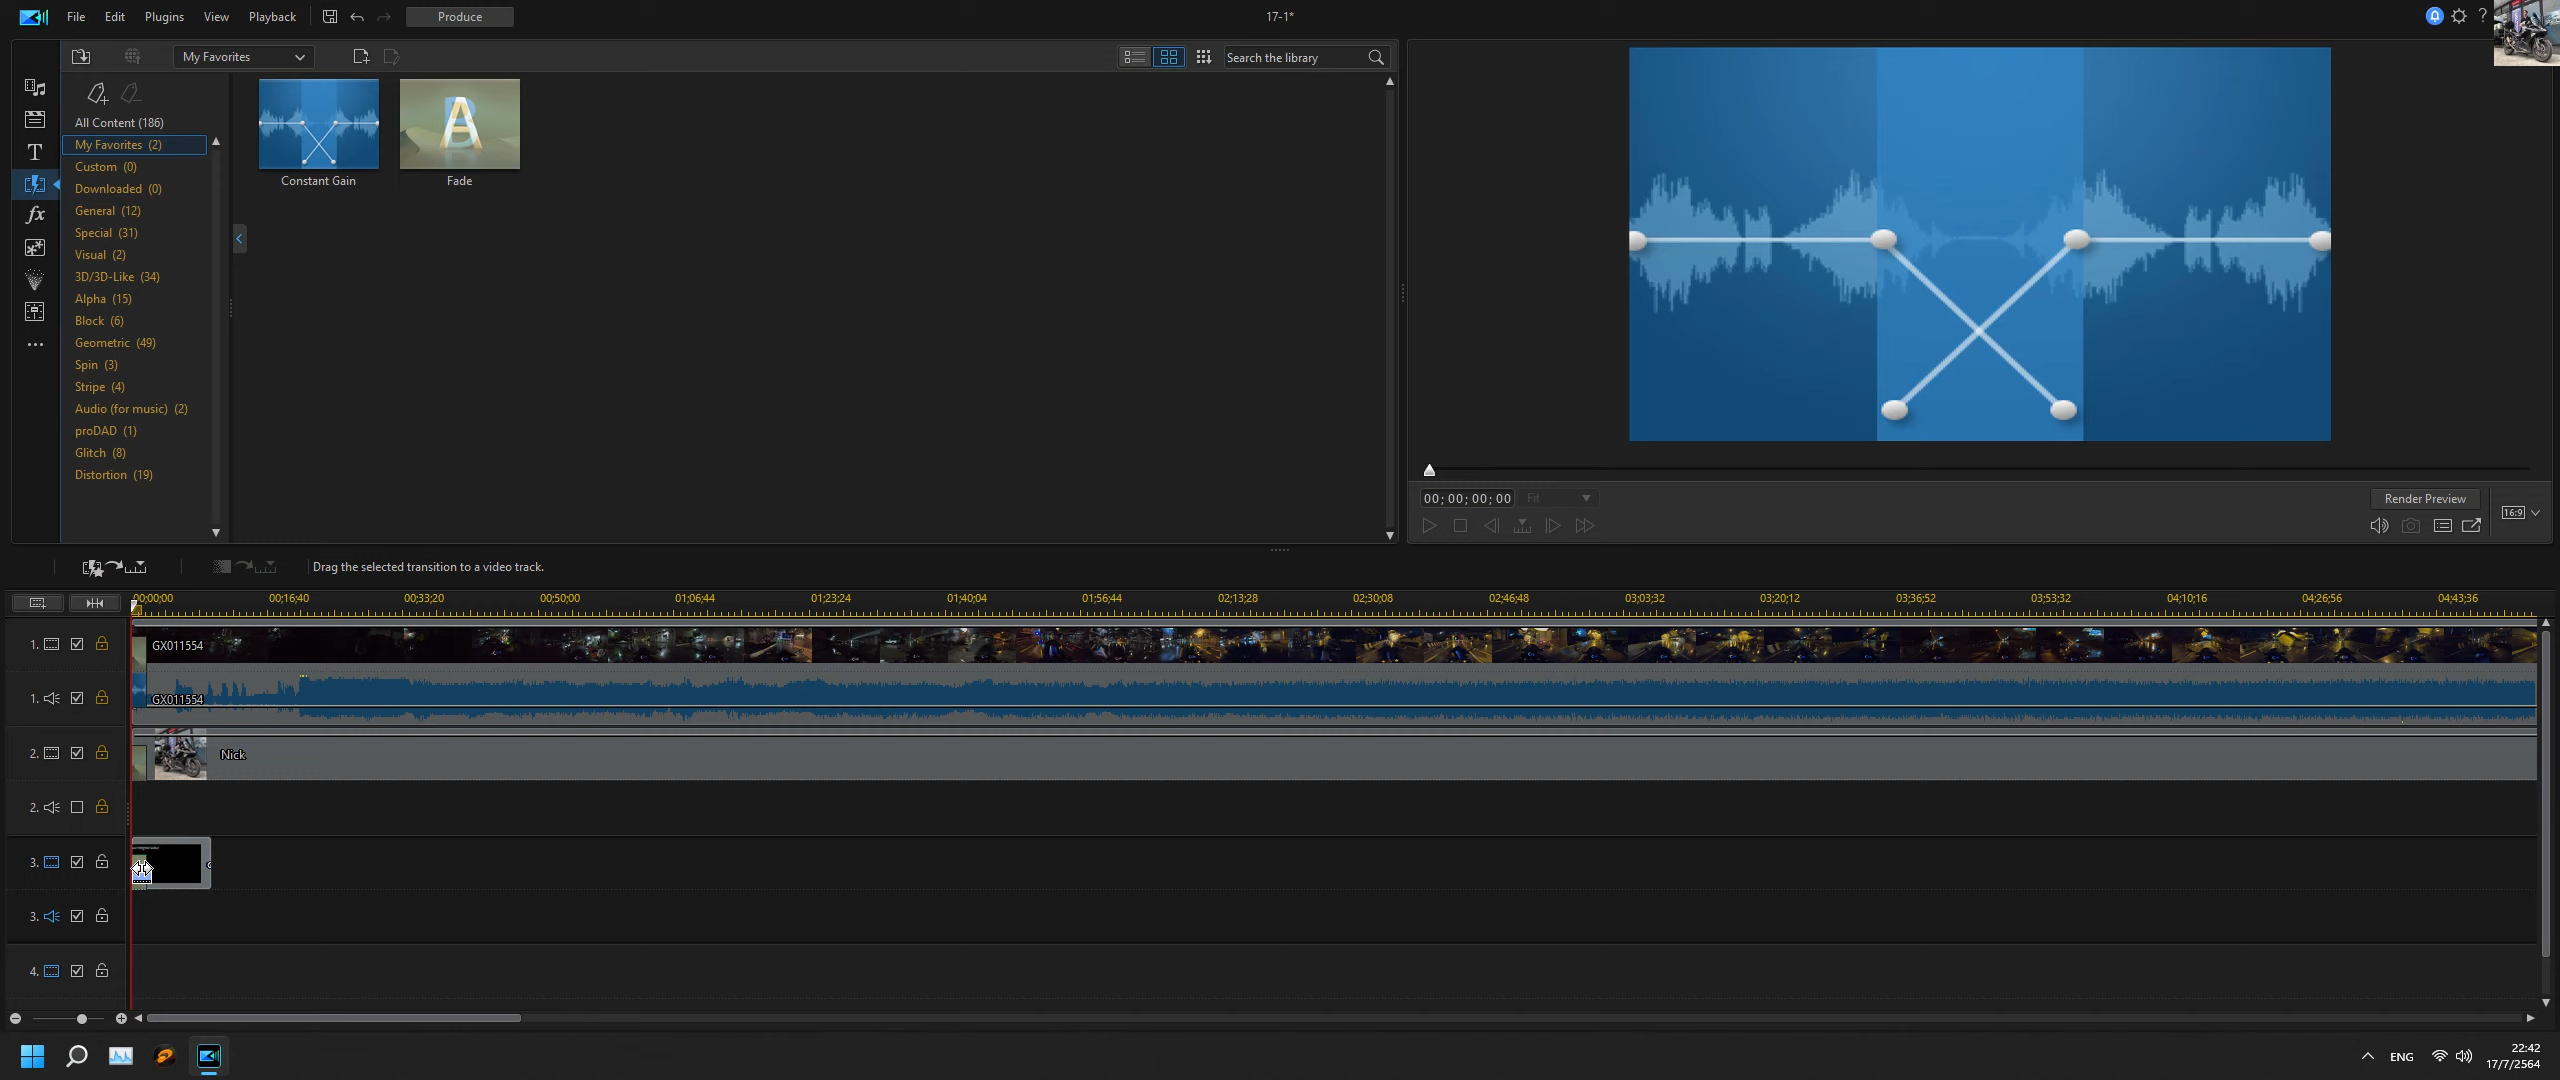 File Edit Plugins View Playback Produce 17-1* ?
My Favorites Search the library
All Content (186)
My Favorites (2)
Custom (0)
Downloaded (0)
General (12)
Special (31)
Visual (2)
3D/3D-Like (34)
Alpha (15)
Block (6)
Geometric (49)
Spin (3)
Stripe (4)
Audio (for music) (2)
proDAD (1)
Glitch (8)
Distortion (19)
T
fx
Constant Gain Fade
00; 00; 00; 00 Fit Render Preview
16:9
Drag the selected transition to a video track.
00;00;00 00;16;40 00;33;20 00;50;00 01;06;44 01;23;24 01;40;04 01;56;44 02;13;28 02;30;08 02;46;48 03;03;32 03;20;12 03;36;52 03;53;32 04;10;16 04;26;56 04;43;36
1. GX011554
1. GX011554
2. Nick
2.
3.
3.
4.
ENG 22:42
17/7/2564